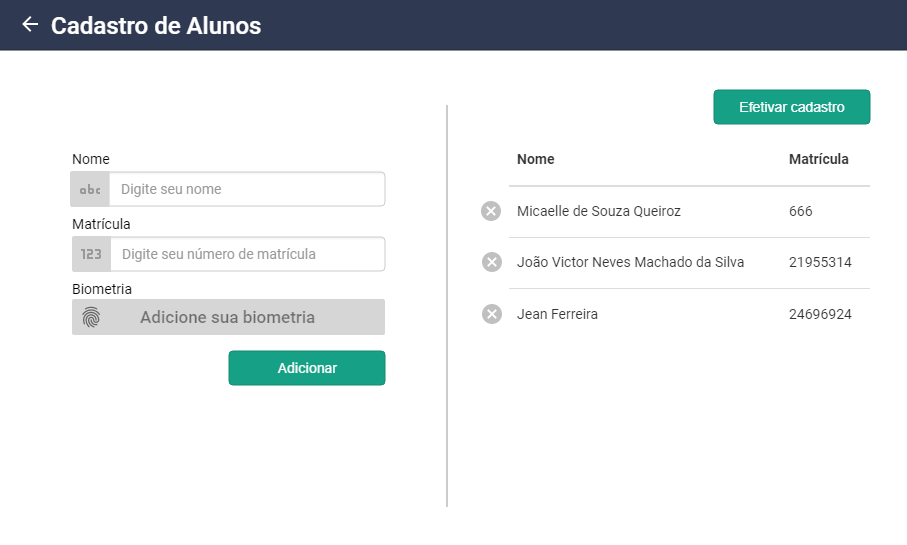 Cadastro de Alunos
Nome
abc Digite seu nome
Matrícula
123 Digite seu número de matrícula
Biometria
Adicione sua biometria
Adicionar
Efetivar cadastro
Nome Matrícula
Micaelle de Souza Queiroz 666
João Victor Neves Machado da Silva 21955314
Jean Ferreira 24696924